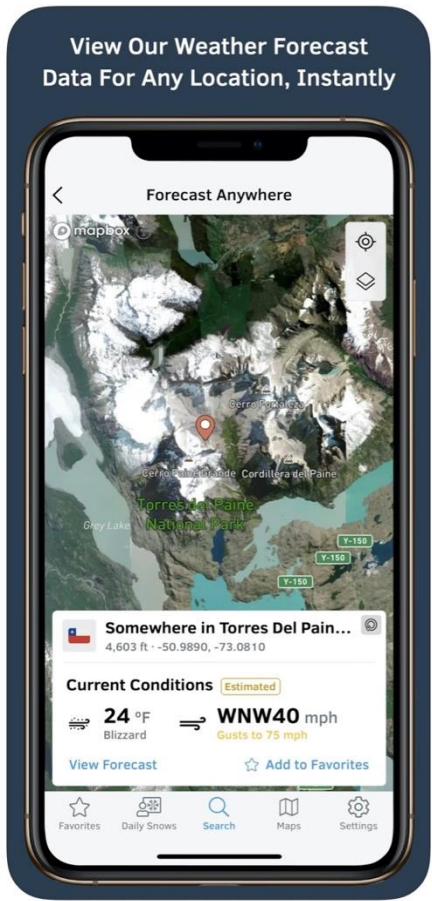 View Our Weather Forecast
Data For Any Location, Instantly
Forecast Anywhere
mapbox
Cerro Fortaleza
Cerro Paine Grande
Cordillera del Paine
Torres del Paine
National Park
Grey Lake
Y-150
Y-150
Y-150
Somewhere in Torres Del Pain...
4,603 ft · -50.9890, -73.0810
Current Conditions Estimated
24 °F WNW40 mph
Blizzard Gusts to 75 mph
View Forecast Add to Favorites
Favorites Daily Snows Search Maps Settings